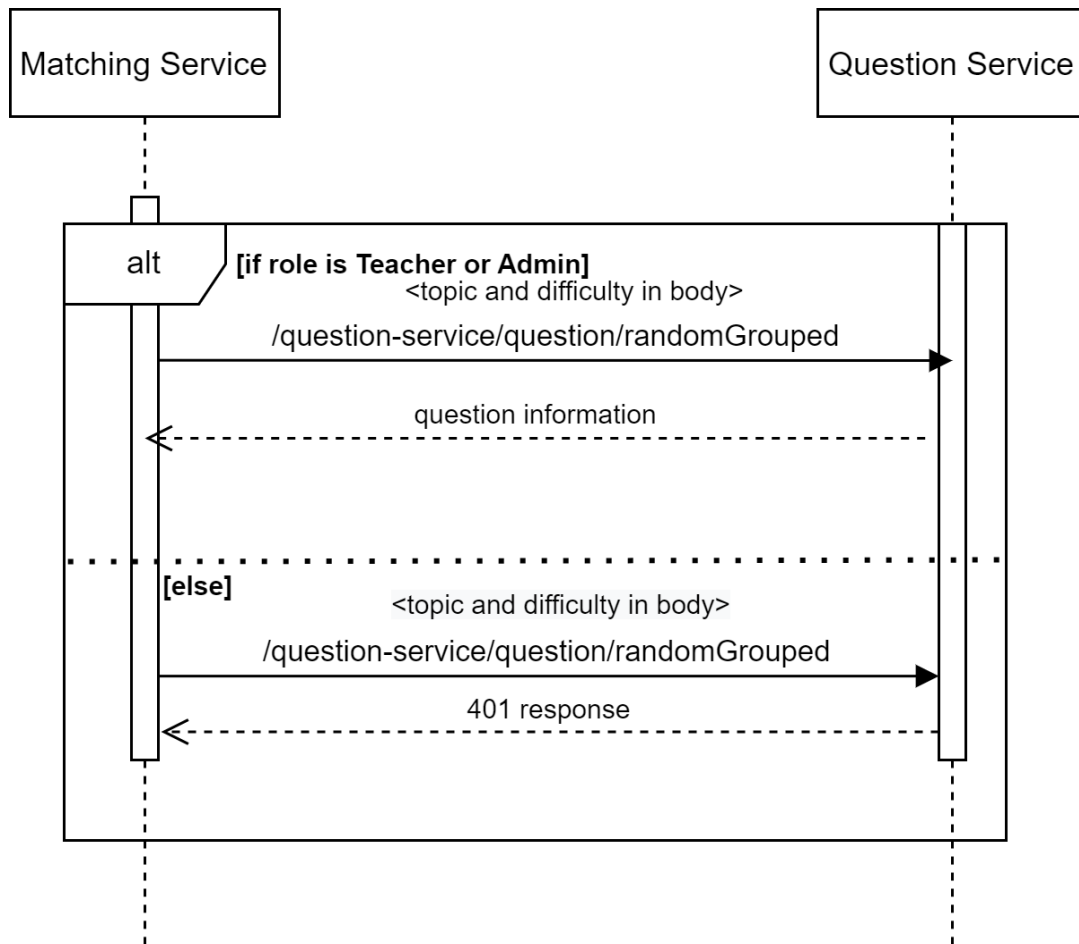 Matching Service
Question Service
alt
[if role is Teacher or Admin]
<topic and difficulty in body>
/question-service/question/randomGrouped
question information
[else]
<topic and difficulty in body>
/question-service/question/randomGrouped
401 response